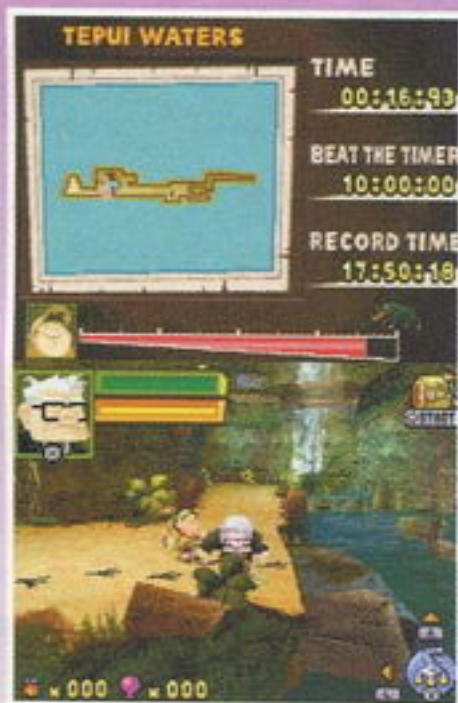 TEPUI WATERS
TIME
00:16:93
BEAT THE TIMER
10:00:00
RECORD TIME
17:50:18
START
x 000 x 000